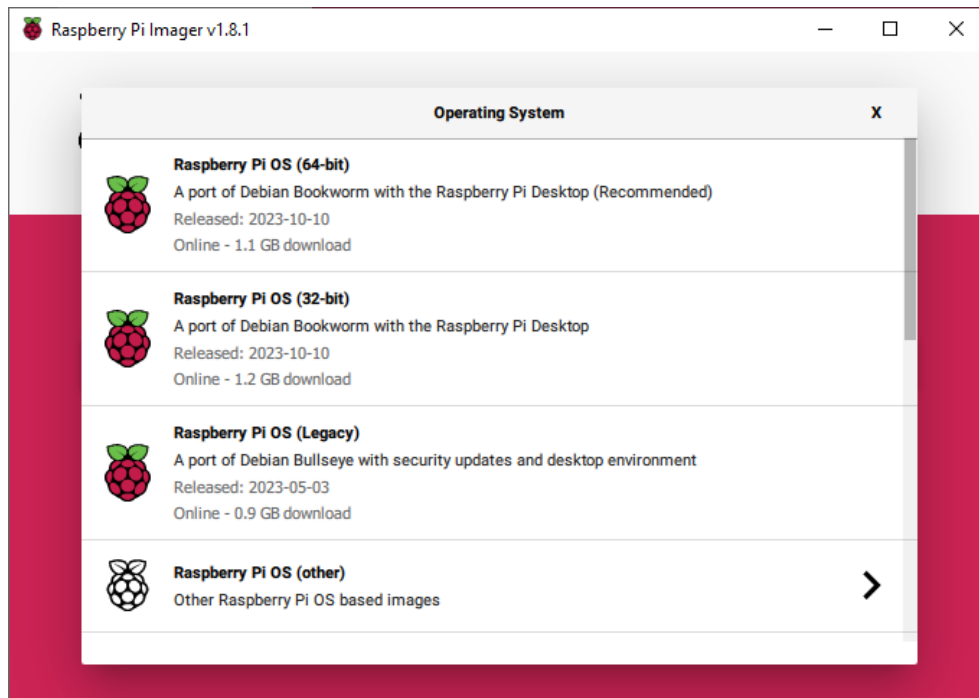 Raspberry Pi Imager v1.8.1
Operating System
X
Raspberry Pi OS (64-bit)
A port of Debian Bookworm with the Raspberry Pi Desktop (Recommended)
Released: 2023-10-10
Online - 1.1 GB download
Raspberry Pi OS (32-bit)
A port of Debian Bookworm with the Raspberry Pi Desktop
Released: 2023-10-10
Online - 1.2 GB download
Raspberry Pi OS (Legacy)
A port of Debian Bullseye with security updates and desktop environment
Released: 2023-05-03
Online - 0.9 GB download
Raspberry Pi OS (other)
Other Raspberry Pi OS based images